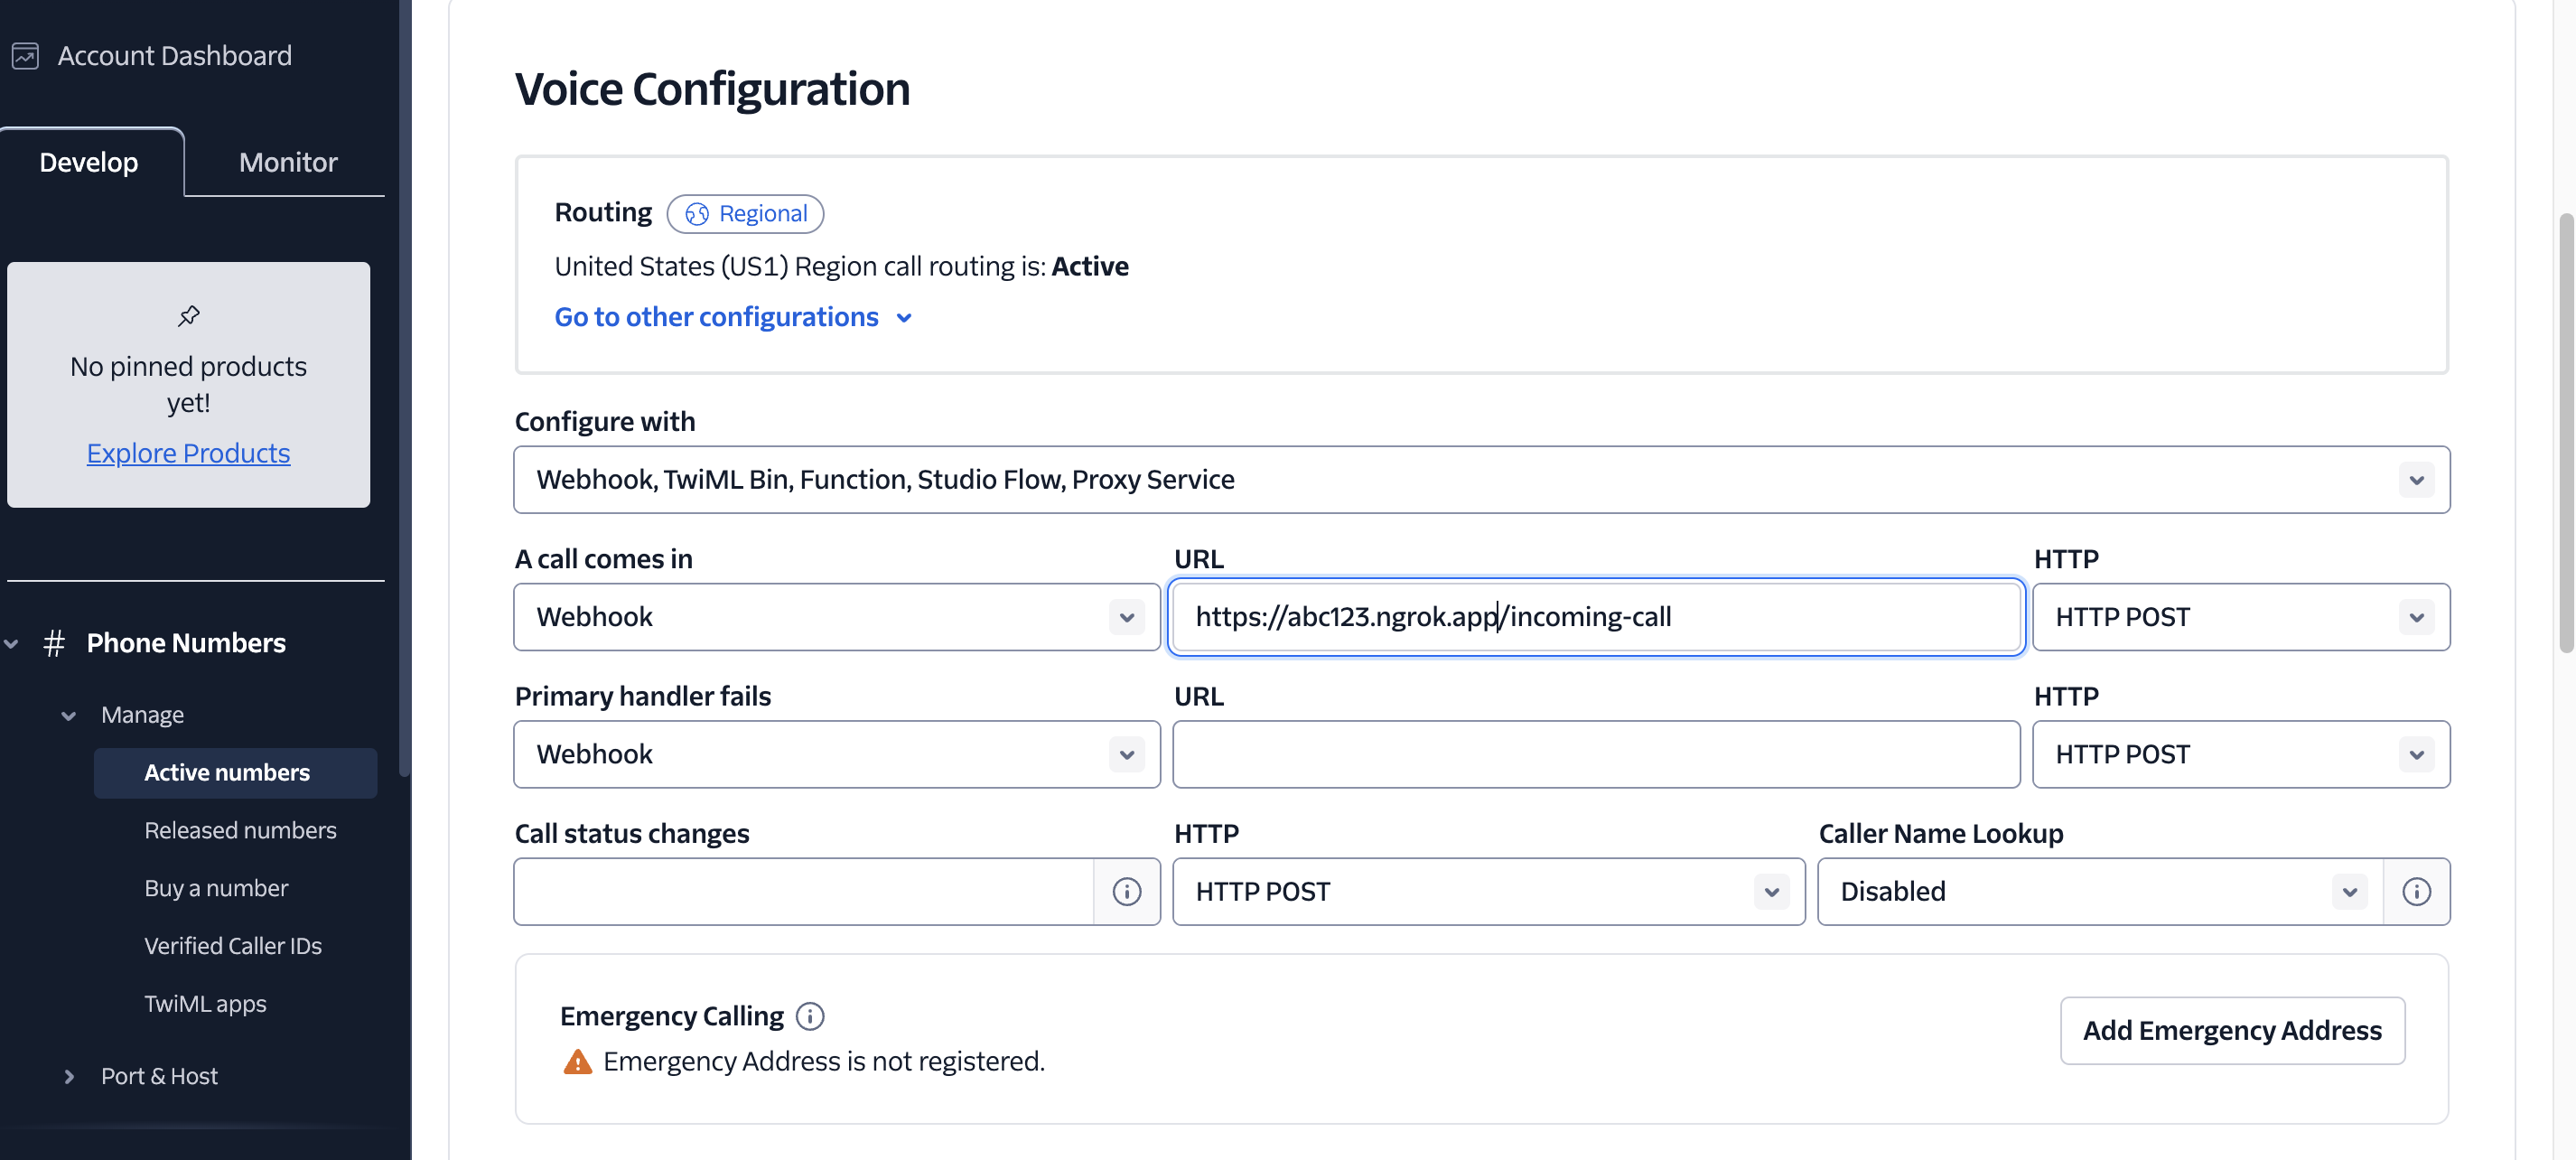 Account Dashboard
Develop
Monitor
No pinned products
yet!
Explore Products
# Phone Numbers
Manage
Active numbers
Released numbers
Buy a number
Verified Caller IDs
TwiML apps
Port & Host
Voice Configuration
Routing Regional
United States (US1) Region call routing is: Active
Go to other configurations
Configure with
Webhook, TwiML Bin, Function, Studio Flow, Proxy Service
A call comes in
Webhook
URL
https://abc123.ngrok.app/incoming-call
HTTP
HTTP POST
Primary handler fails
Webhook
URL
HTTP
HTTP POST
Call status changes
HTTP
HTTP POST
Caller Name Lookup
Disabled
Emergency Calling
Emergency Address is not registered.
Add Emergency Address